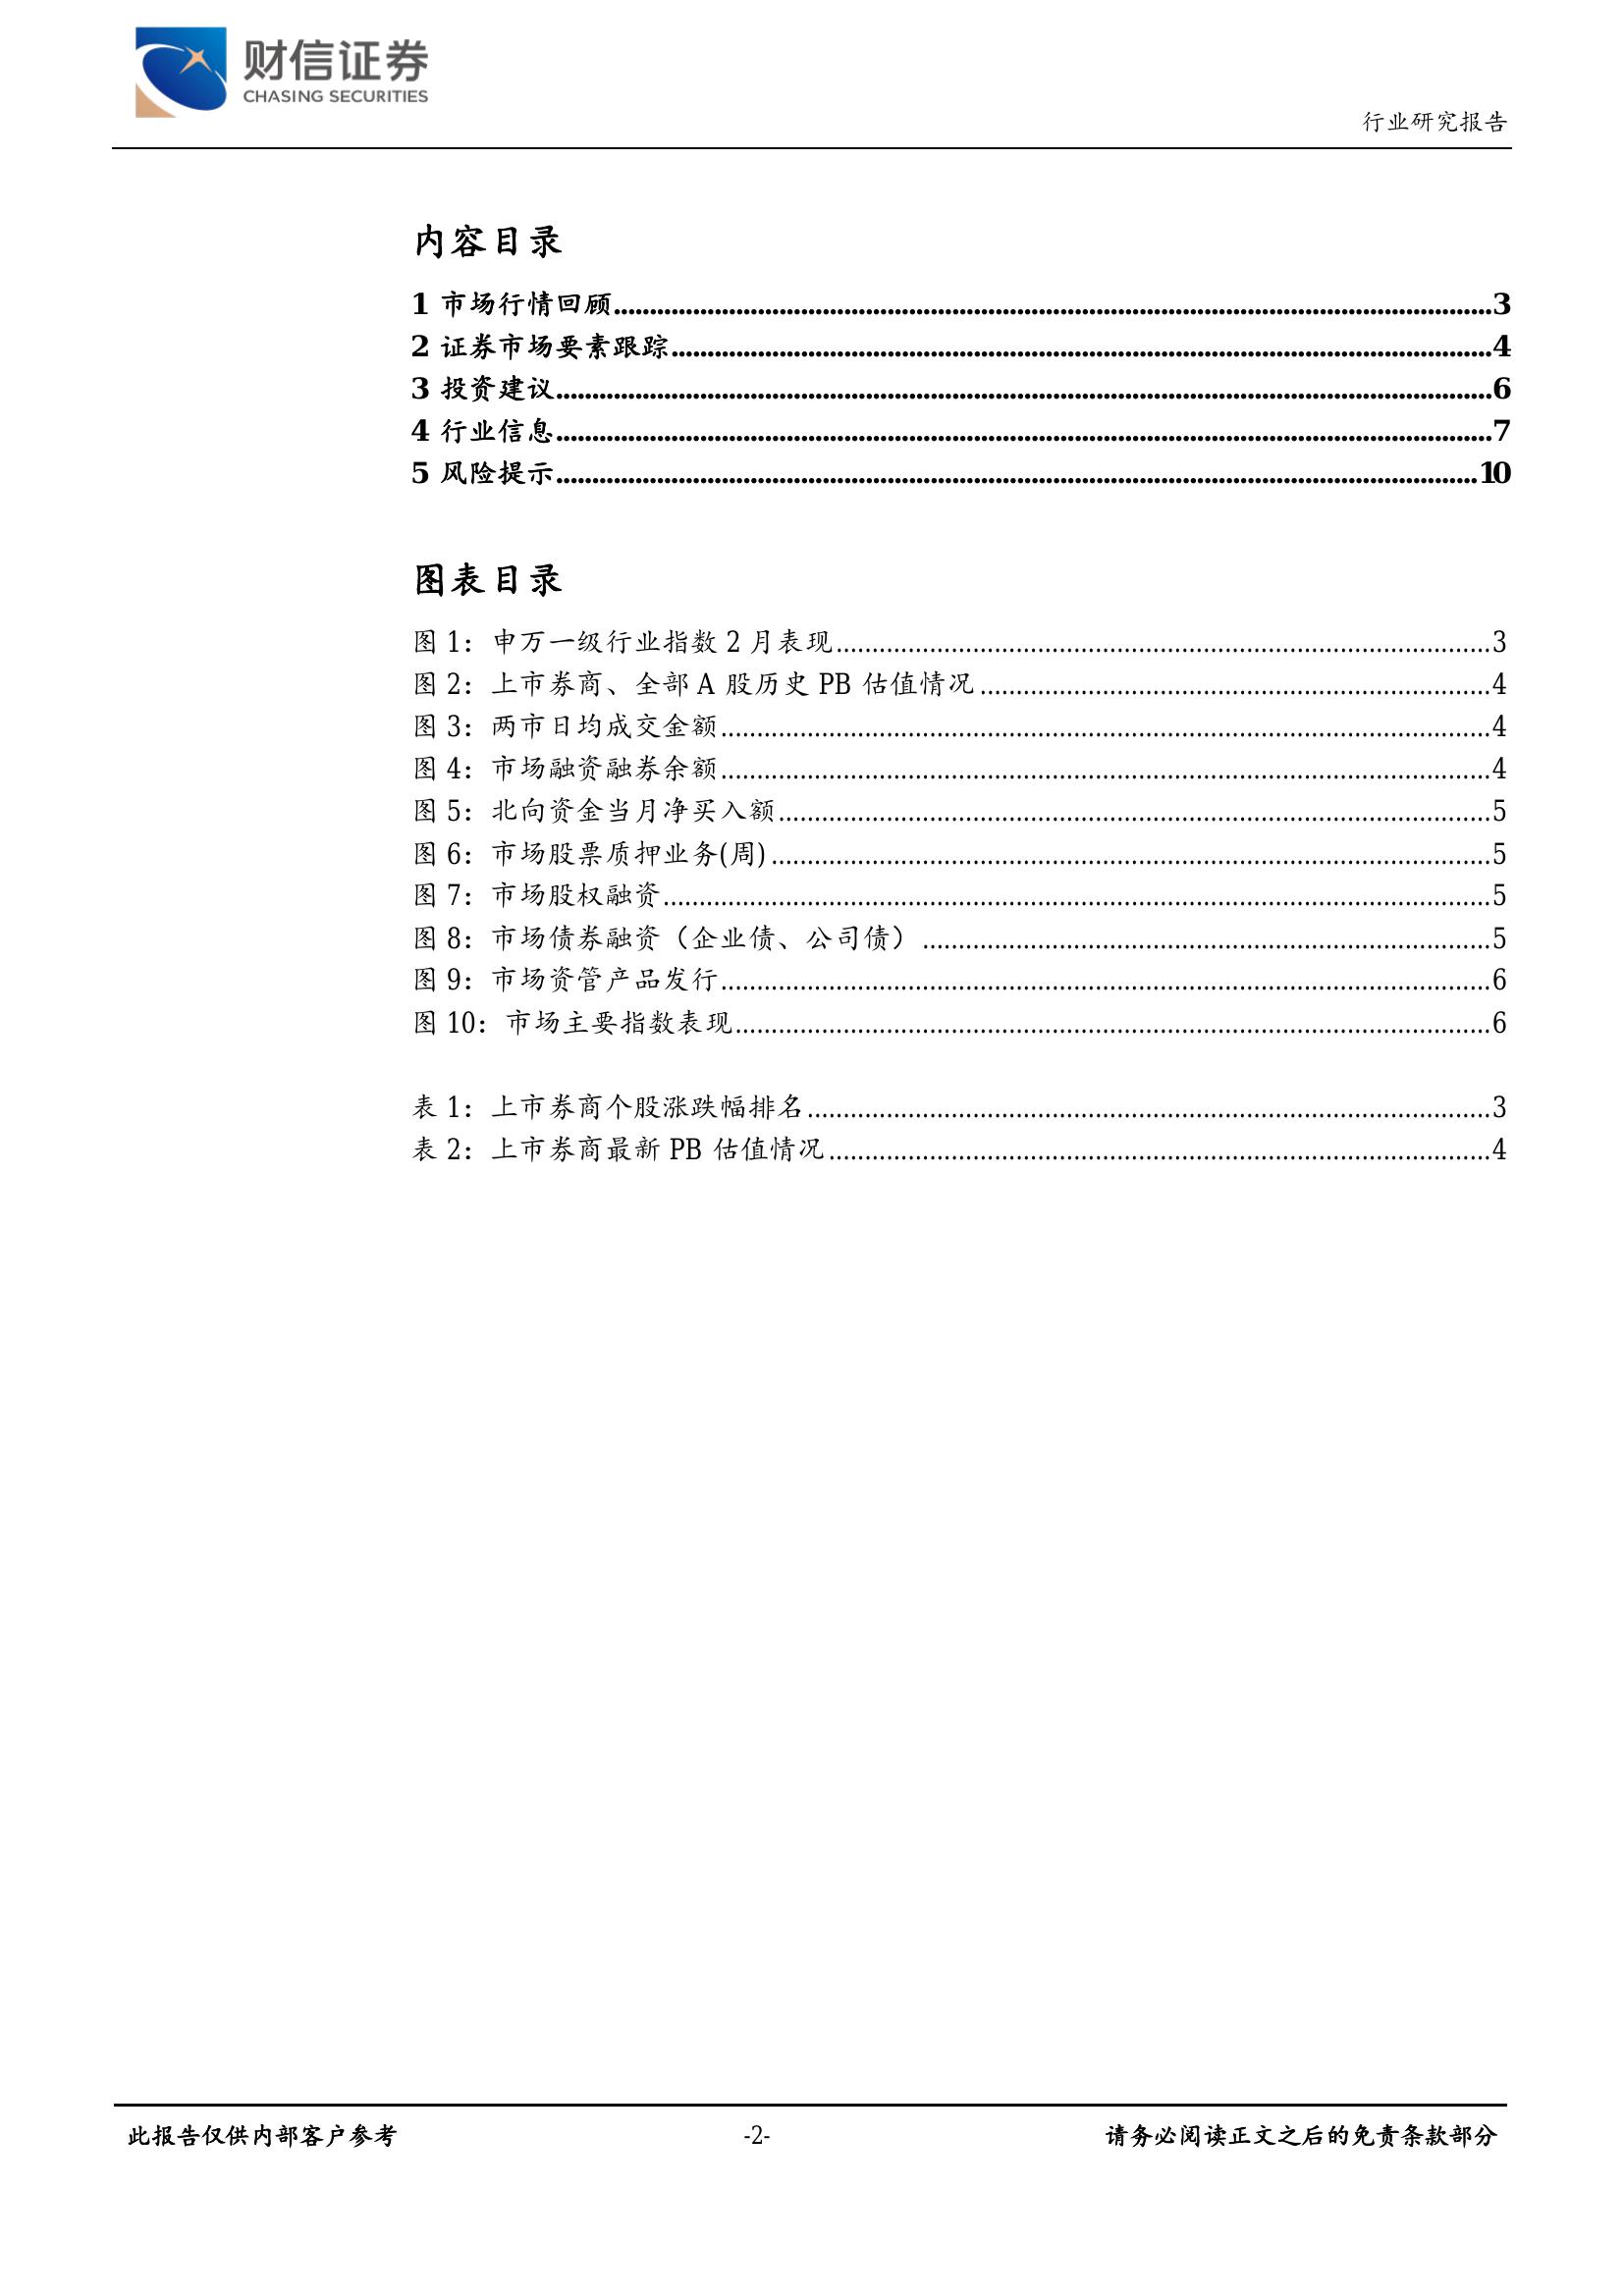 财信证券
CHASING SECURITIES
行业研究报告
内容目录
1 市场行情回顾........................................................................3
2 证券市场要素跟踪........................................................................4
3 投资建议........................................................................6
4 行业信息........................................................................7
5 风险提示........................................................................10
图表目录
图 1：申万一级行业指数 2 月表现........................................................................3
图 2：上市券商、全部 A 股历史 PB 估值情况........................................................................4
图 3：两市日均成交金额........................................................................4
图 4：市场融资融券余额........................................................................4
图 5：北向资金当月净买入额........................................................................5
图 6：市场股票质押业务(周)........................................................................5
图 7：市场股权融资........................................................................5
图 8：市场债券融资（企业债、公司债）........................................................................5
图 9：市场资管产品发行........................................................................6
图 10：市场主要指数表现........................................................................6
表 1：上市券商个股涨跌幅排名........................................................................3
表 2：上市券商最新 PB 估值情况........................................................................4
此报告仅供内部客户参考
-2-
请务必阅读正文之后的免责条款部分